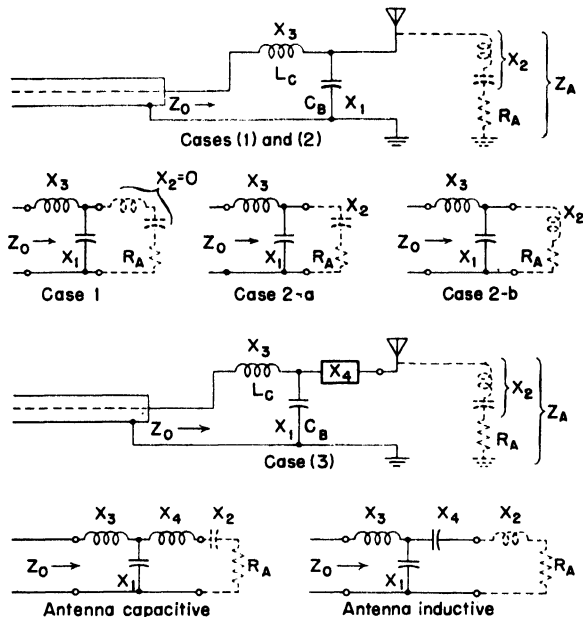 X3
LC
Z0 →
CB X1
X2
RA
ZA
Cases (1) and (2)
X3 X2=0
Z0 → X1 RA
Case 1
X3 X2
Z0 → X1 RA
Case 2-a
X3 X2
Z0 → X1 RA
Case 2-b
X3
LC
X4
Z0 →
X1 CB
X2
RA
ZA
Case (3)
X3 X4 X2
Z0 → X1 RA
Antenna capacitive
X3 X4 X2
Z0 → X1 RA
Antenna inductive